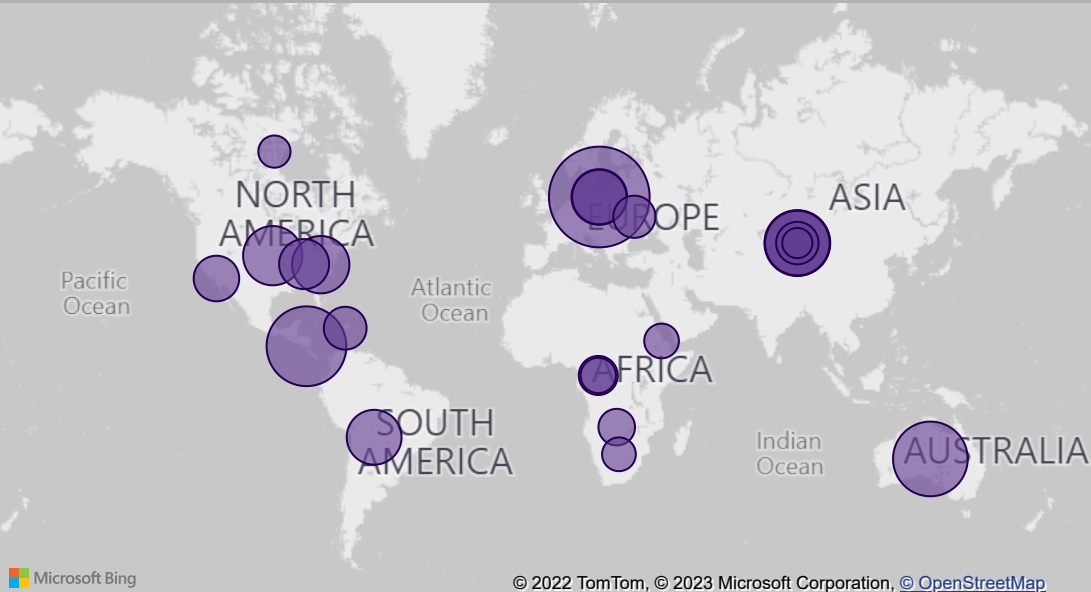 NORTH
AMERICA
EUROPE
ASIA
Pacific
Ocean
Atlantic
Ocean
AFRICA
SOUTH
AMERICA
Indian
Ocean
AUSTRALIA
Microsoft Bing
© 2022 TomTom, © 2023 Microsoft Corporation, © OpenStreetMap